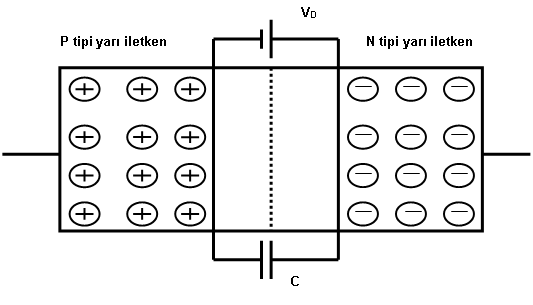 V_D
P tipi yarı iletken
N tipi yarı iletken
C